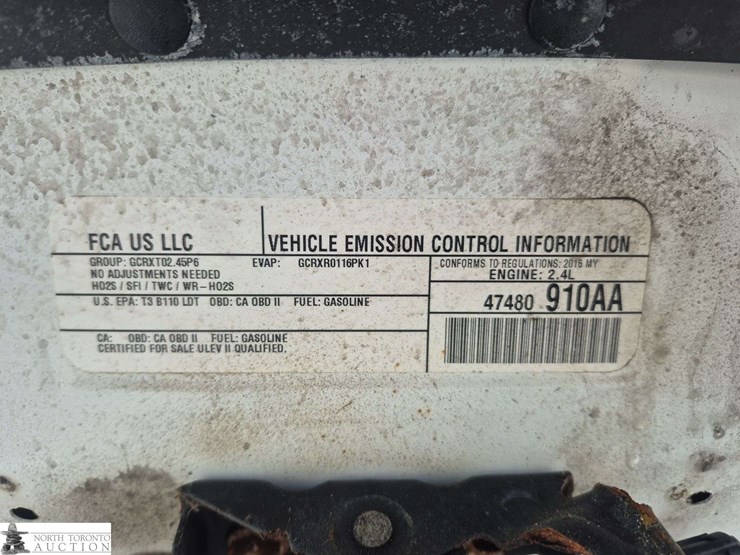 FCA US LLC
VEHICLE EMISSION CONTROL INFORMATION
GROUP: GCRXT02.45P6 EVAP: GCRXR0116PK1
NO ADJUSTMENTS NEEDED
HO2S / SFI / TWC / WR-HO2S
CONFORMS TO REGULATIONS: 2016 MY
ENGINE: 2.4L
U.S. EPA: T3 B110 LDT OBD: CA OBD II FUEL: GASOLINE
47480 910AA
CA: OBD: CA OBD II FUEL: GASOLINE
CERTIFIED FOR SALE ULEV II QUALIFIED.
NORTH TORONTO
AUCTION